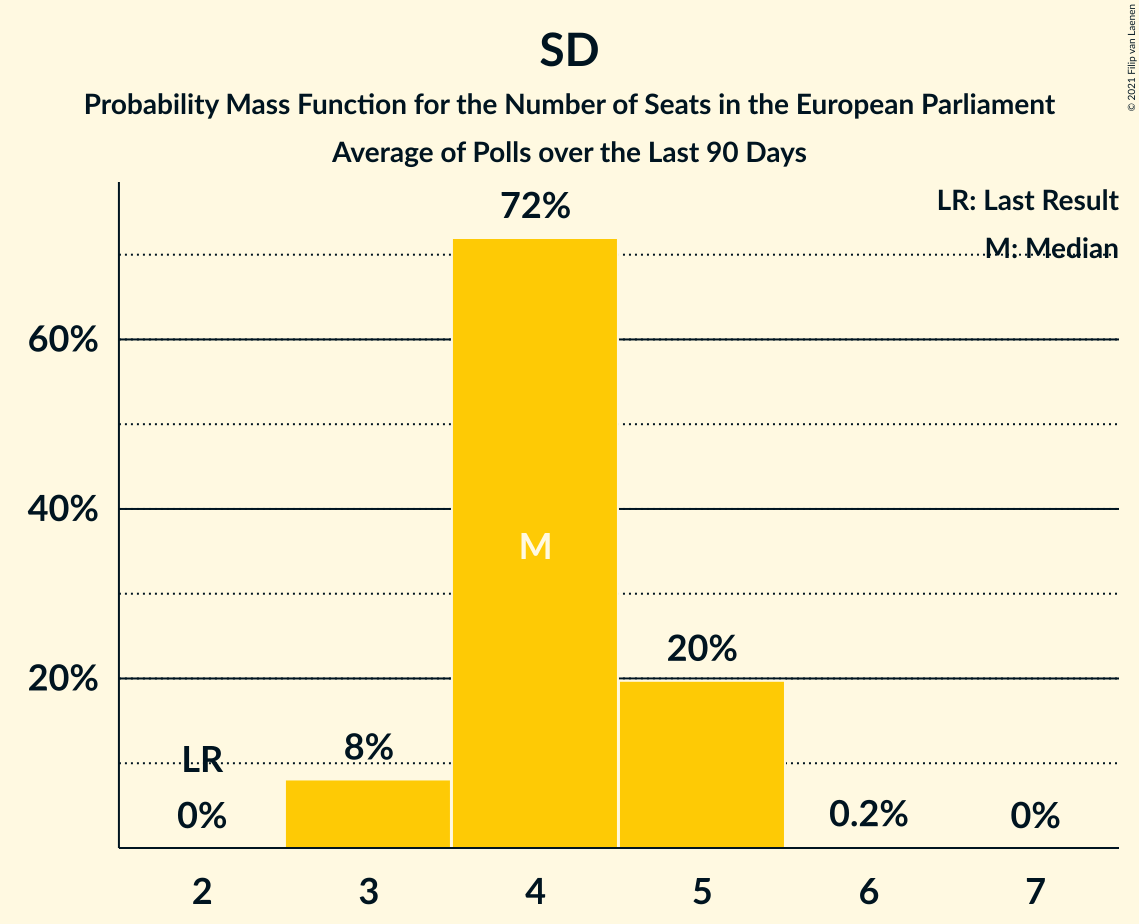 SD
Probability Mass Function for the Number of Seats in the European Parliament
Average of Polls over the Last 90 Days
© 2021 Filip van Laenen
LR: Last Result
M: Median
72%
60%
40%
M
20%
20%
8%
LR
0%
0.2%
0%
2 3 4 5 6 7